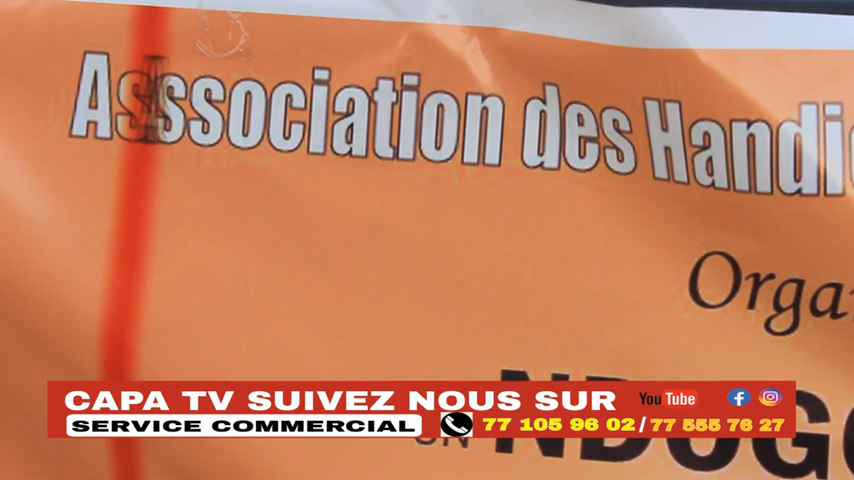 Association des Handi
Orga
NDOGO
CAPA TV SUIVEZ NOUS SUR YouTube
SERVICE COMMERCIAL 77 105 96 02 / 77 555 76 27